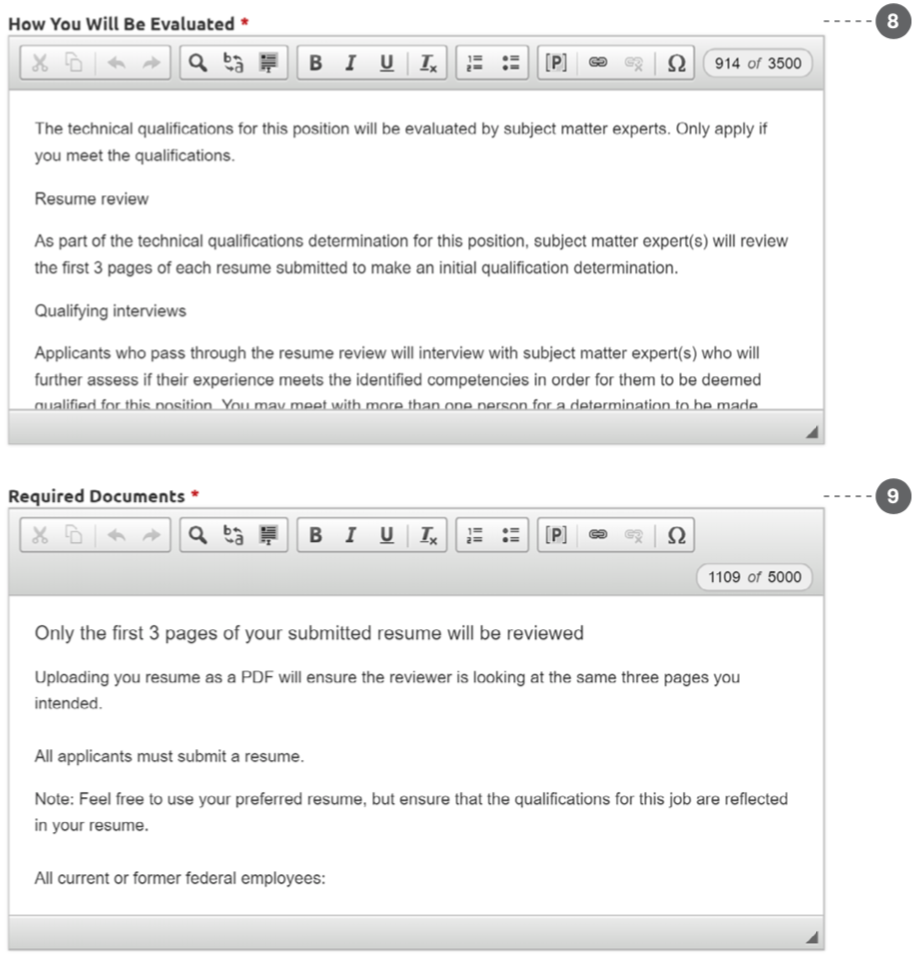 How You Will Be Evaluated *
8
B I U Tx [P] Ω 914 of 3500
The technical qualifications for this position will be evaluated by subject matter experts. Only apply if
you meet the qualifications.
Resume review
As part of the technical qualifications determination for this position, subject matter expert(s) will review
the first 3 pages of each resume submitted to make an initial qualification determination.
Qualifying interviews
Applicants who pass through the resume review will interview with subject matter expert(s) who will
further assess if their experience meets the identified competencies in order for them to be deemed
qualified for this position. You may meet with more than one person for a determination to be made
Required Documents *
9
B I U Tx [P] Ω
1109 of 5000
Only the first 3 pages of your submitted resume will be reviewed
Uploading you resume as a PDF will ensure the reviewer is looking at the same three pages you
intended.
All applicants must submit a resume.
Note: Feel free to use your preferred resume, but ensure that the qualifications for this job are reflected
in your resume.
All current or former federal employees: